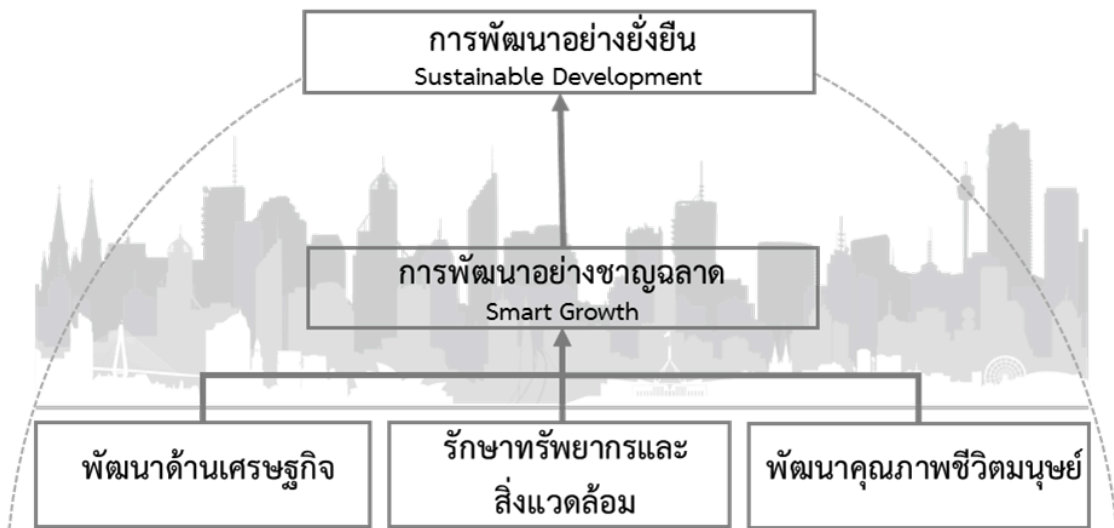 การพัฒนาอย่างยั่งยืน
Sustainable Development
การพัฒนาอย่างชาญฉลาด
Smart Growth
พัฒนาด้านเศรษฐกิจ
รักษาทรัพยากรและ
สิ่งแวดล้อม
พัฒนาคุณภาพชีวิตมนุษย์